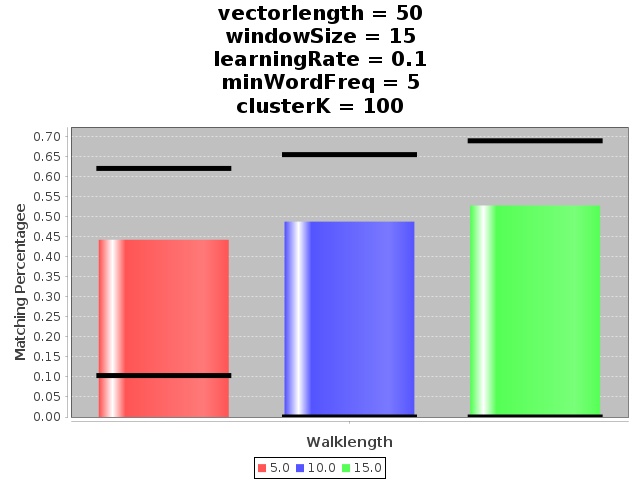 vectorlength = 50
windowSize = 15
learningRate = 0.1
minWordFreq = 5
clusterK = 100
0.70
0.65
0.60
0.55
0.50
0.45
0.40
0.35
0.30
0.25
0.20
0.15
0.10
0.05
0.00
Matching Percentagee
Walklength
5.0 10.0 15.0